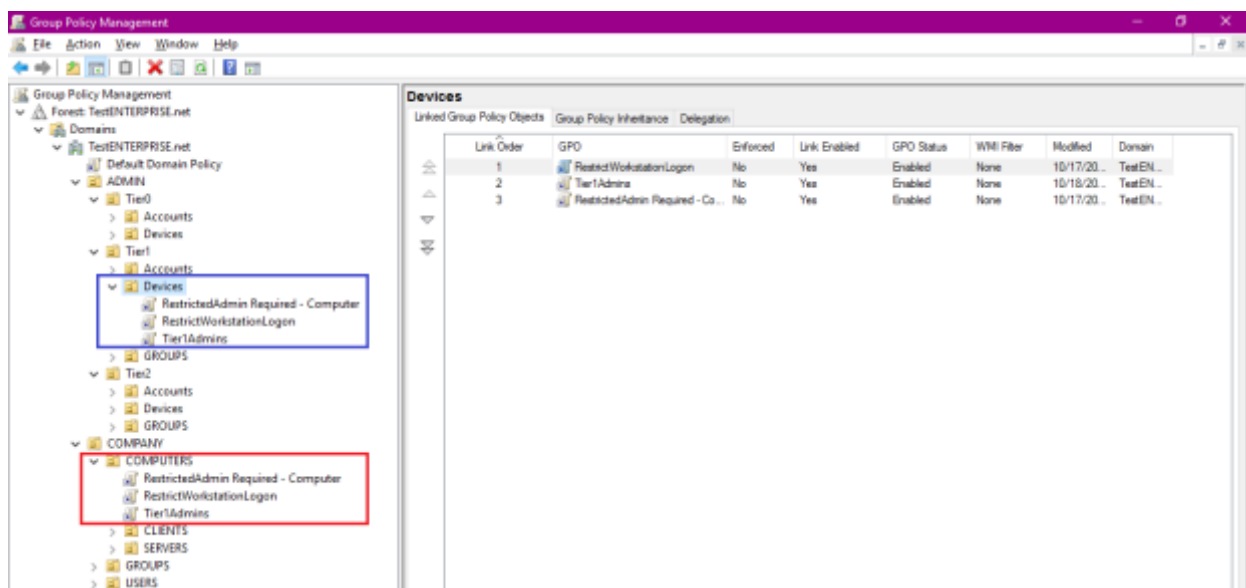 Group Policy Management
File Action View Window Help
Group Policy Management
Forest: TestENTERPRISE.net
Domains
TestENTERPRISE.net
Default Domain Policy
ADMIN
Tier0
Accounts
Devices
Tier1
Accounts
Devices
RestrictedAdmin Required - Computer
RestrictWorkstationLogon
Tier1Admins
GROUPS
Tier2
Accounts
Devices
GROUPS
COMPANY
COMPUTERS
RestrictedAdmin Required - Computer
RestrictWorkstationLogon
Tier1Admins
CLIENTS
SERVERS
GROUPS
USERS
Devices
Linked Group Policy Objects Group Policy Inheritance Delegation
Link Order GPO Enforced Link Enabled GPO Status WMI Filter Modified Domain
1 RestrictWorkstationLogon No Yes Enabled None 10/17/20... TestEN...
2 Tier1Admins No Yes Enabled None 10/18/20... TestEN...
3 RestrictedAdmin Required - Co... No Yes Enabled None 10/17/20... TestEN...